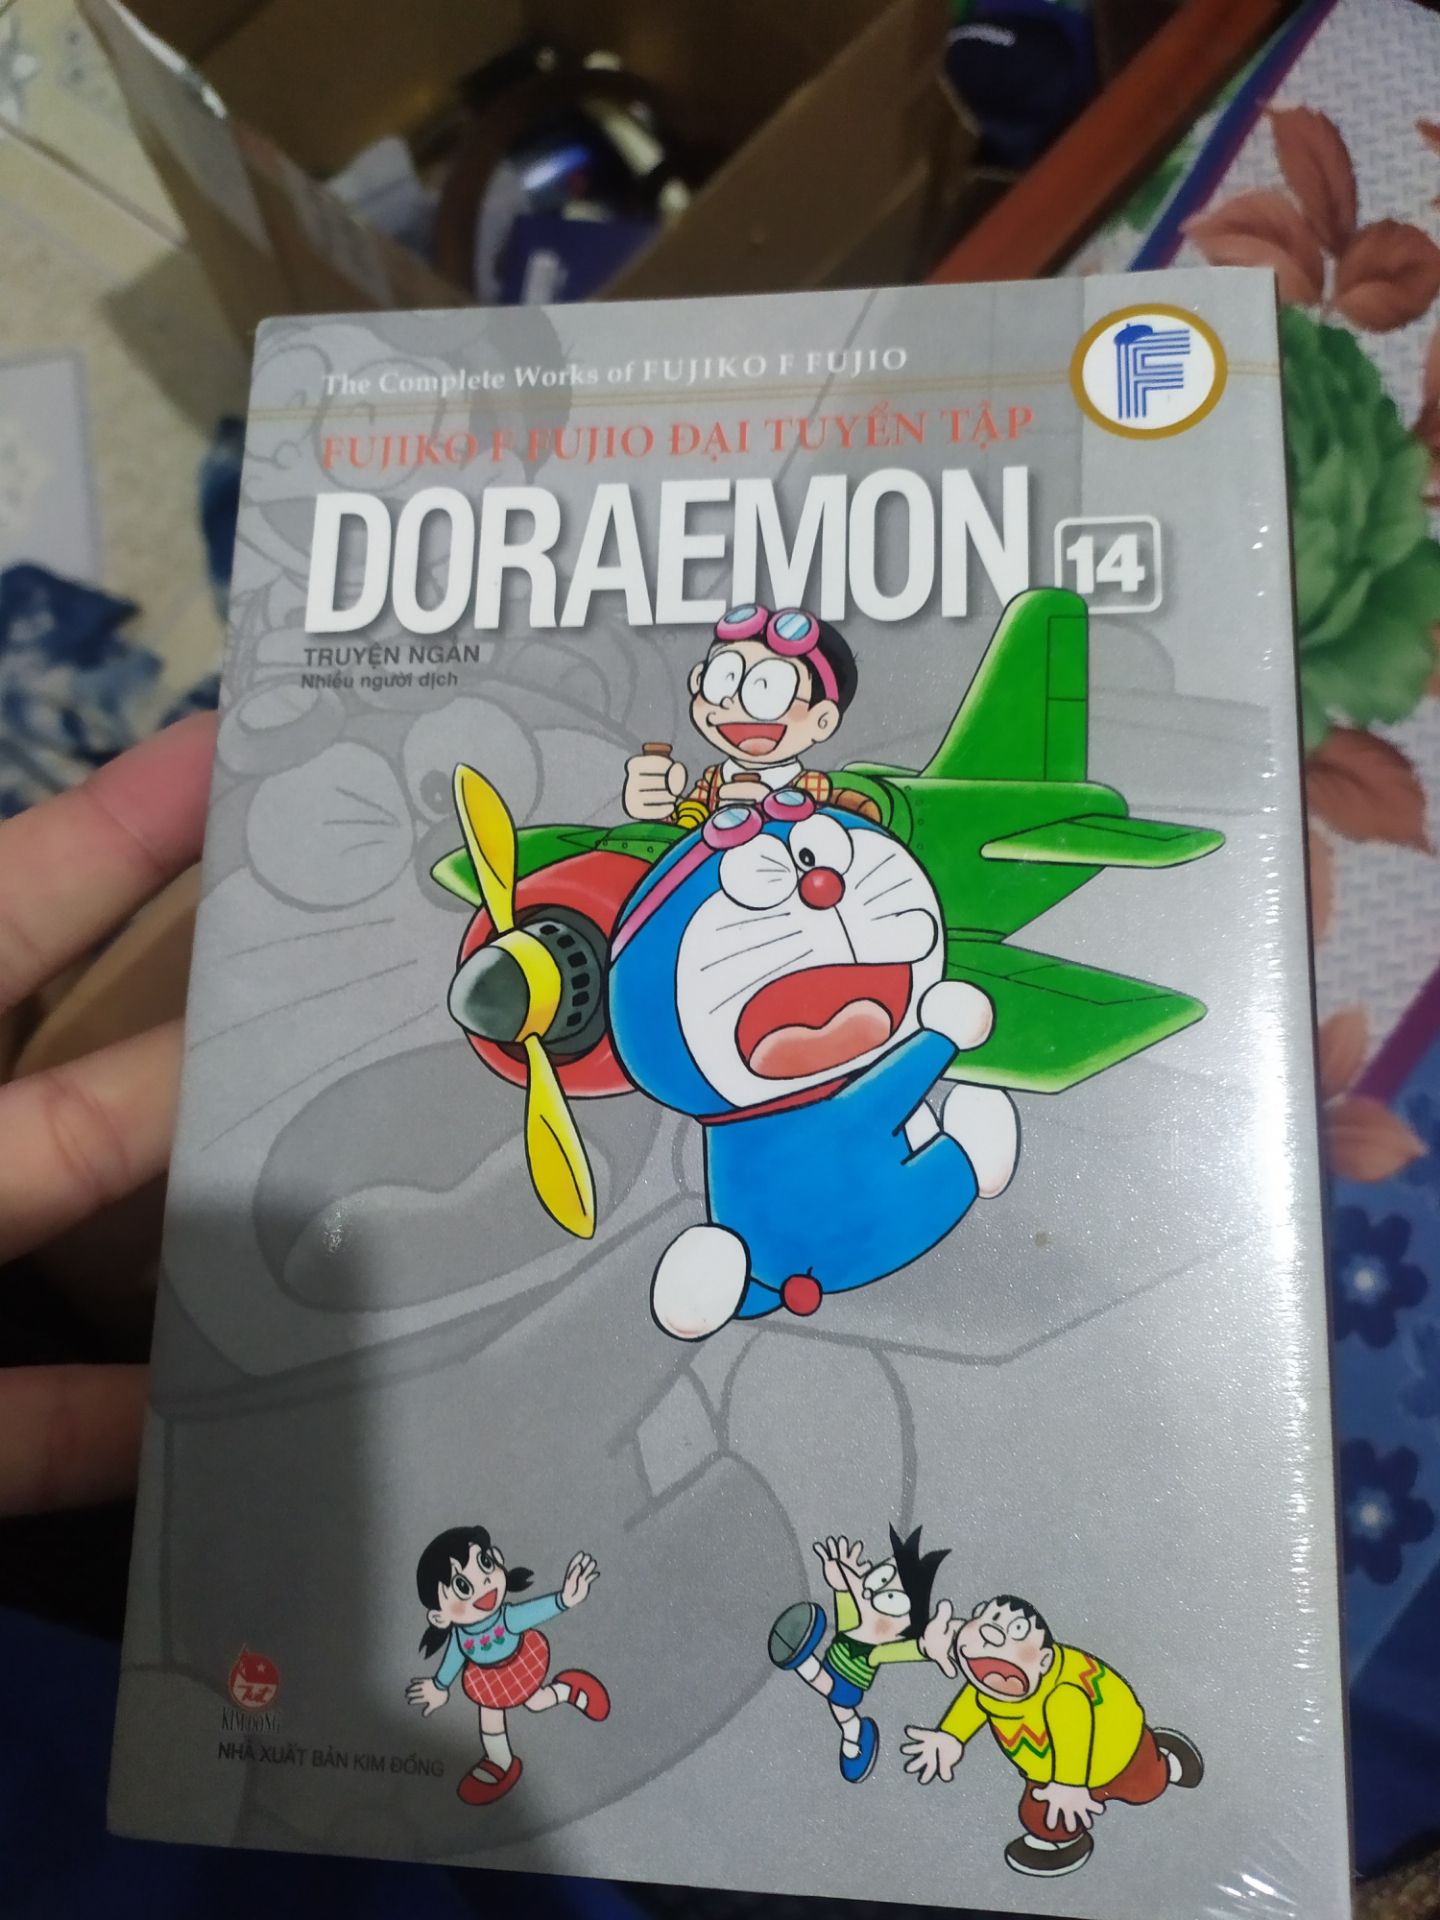 The Complete Works of FUJIKO F FUJIO
FUJIKO F FUJIO ĐẠI TUYỂN TẬP
DORAEMON 14
TRUYỆN NGẮN
Nhiều người dịch
F
KIM ĐỒNG
NHÀ XUẤT BẢN KIM ĐỒNG